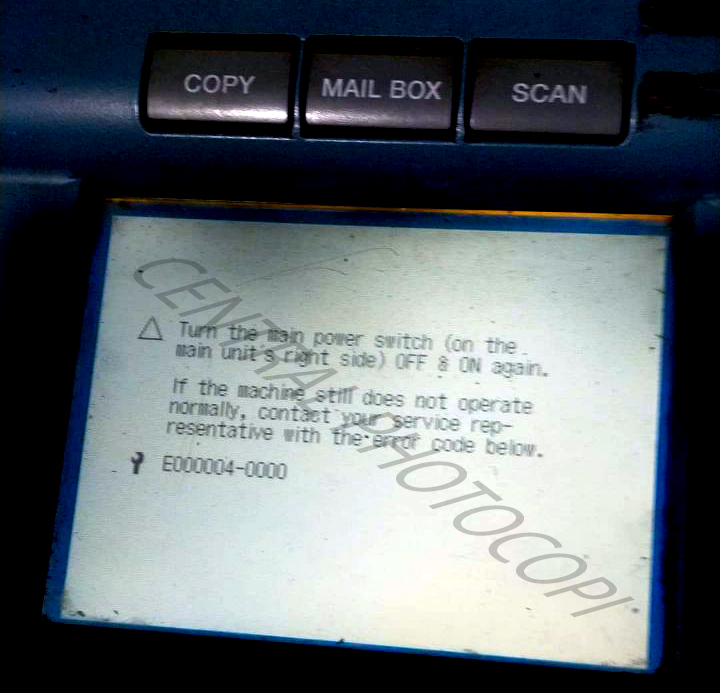 COPY
MAIL BOX
SCAN
Turn the main power switch (on the
main unit's right side) OFF & ON again.
If the machine still does not operate
normally, contact your service rep-
resentative with the error code below.
E000004-0000
CENTRAL PHOTOCOPI